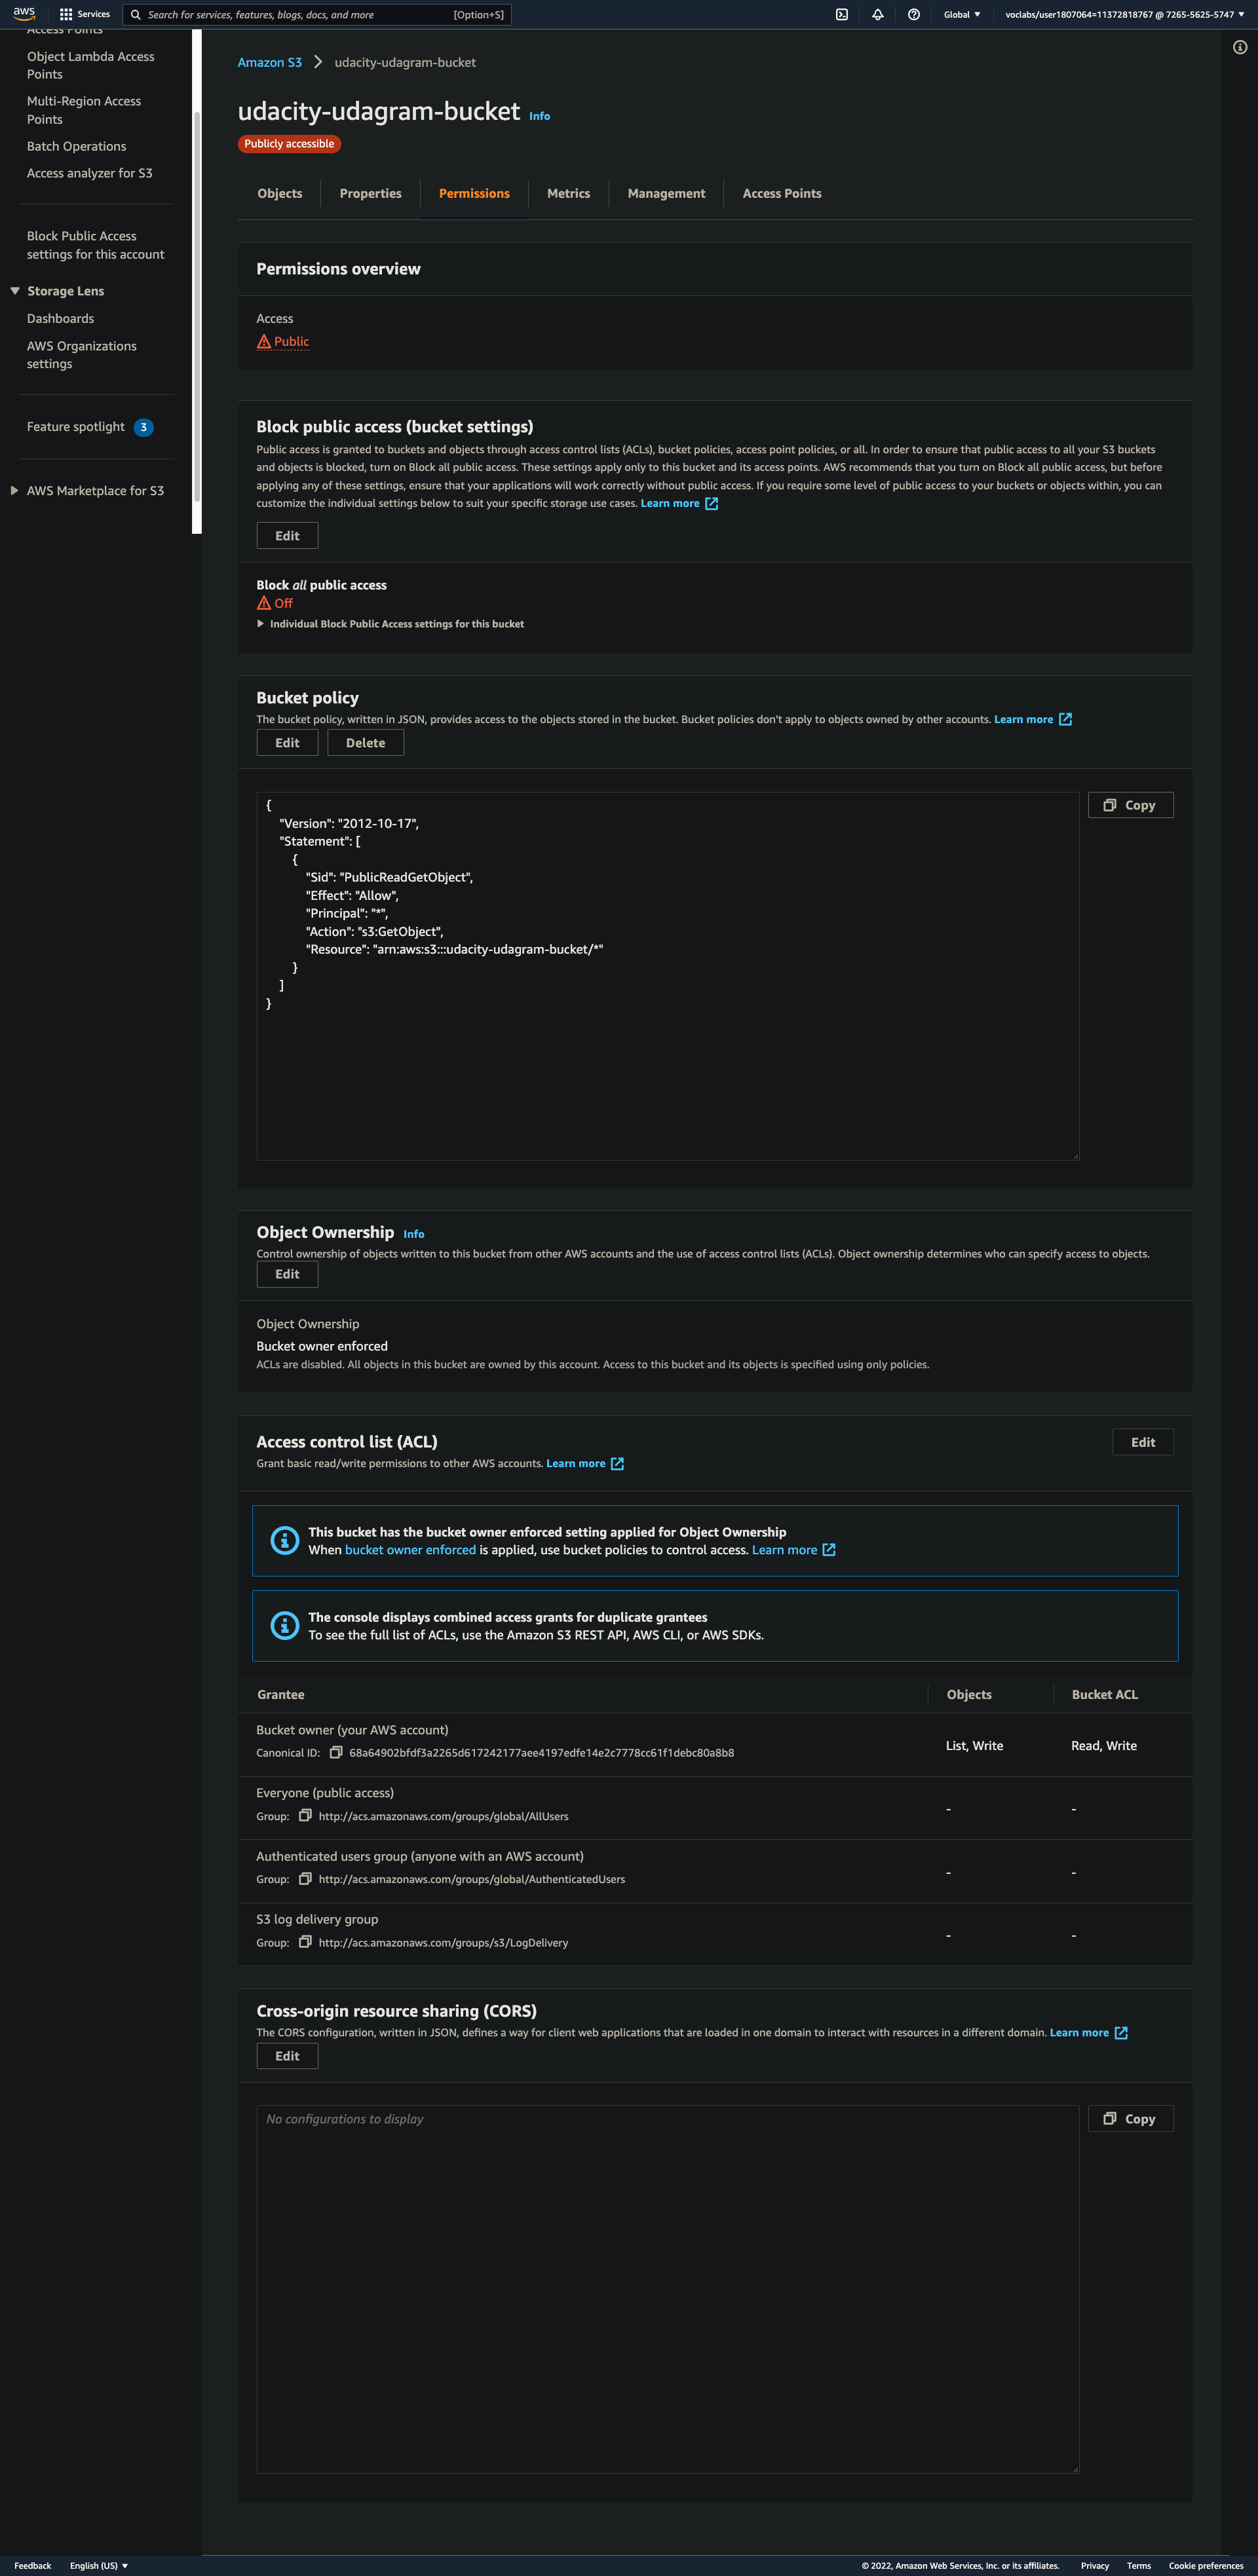 aws
Services
Search for services, features, blogs, docs, and more
[Option+S]
Global
voclabs/user1807064=11372818767 @ 7265-5625-5747
Access Points
Object Lambda Access
Points
Multi-Region Access
Points
Batch Operations
Access analyzer for S3
Block Public Access
settings for this account
Storage Lens
Dashboards
AWS Organizations
settings
Feature spotlight 3
AWS Marketplace for S3
Amazon S3
udacity-udagram-bucket
udacity-udagram-bucket Info
Publicly accessible
Objects
Properties
Permissions
Metrics
Management
Access Points
Permissions overview
Access
Public
Block public access (bucket settings)
Public access is granted to buckets and objects through access control lists (ACLs), bucket policies, access point policies, or all. In order to ensure that public access to all your S3 buckets
and objects is blocked, turn on Block all public access. These settings apply only to this bucket and its access points. AWS recommends that you turn on Block all public access, but before
applying any of these settings, ensure that your applications will work correctly without public access. If you require some level of public access to your buckets or objects within, you can
customize the individual settings below to suit your specific storage use cases. Learn more
Edit
Block all public access
Off
Individual Block Public Access settings for this bucket
Bucket policy
The bucket policy, written in JSON, provides access to the objects stored in the bucket. Bucket policies don't apply to objects owned by other accounts. Learn more
Edit
Delete
{
"Version": "2012-10-17",
"Statement": [
{
"Sid": "PublicReadGetObject",
"Effect": "Allow",
"Principal": "*",
"Action": "s3:GetObject",
"Resource": "arn:aws:s3:::udacity-udagram-bucket/*"
}
]
}
Copy
Object Ownership Info
Control ownership of objects written to this bucket from other AWS accounts and the use of access control lists (ACLs). Object ownership determines who can specify access to objects.
Edit
Object Ownership
Bucket owner enforced
ACLs are disabled. All objects in this bucket are owned by this account. Access to this bucket and its objects is specified using only policies.
Access control list (ACL)
Edit
Grant basic read/write permissions to other AWS accounts. Learn more
This bucket has the bucket owner enforced setting applied for Object Ownership
When bucket owner enforced is applied, use bucket policies to control access. Learn more
The console displays combined access grants for duplicate grantees
To see the full list of ACLs, use the Amazon S3 REST API, AWS CLI, or AWS SDKs.
Grantee
Objects
Bucket ACL
Bucket owner (your AWS account)
Canonical ID: 68a64902bfdf3a2265d617242177aee4197edfe14e2c7778cc61f1debc80a8b8
List, Write
Read, Write
Everyone (public access)
Group: http://acs.amazonaws.com/groups/global/AllUsers
-
-
Authenticated users group (anyone with an AWS account)
Group: http://acs.amazonaws.com/groups/global/AuthenticatedUsers
-
-
S3 log delivery group
Group: http://acs.amazonaws.com/groups/s3/LogDelivery
-
-
Cross-origin resource sharing (CORS)
The CORS configuration, written in JSON, defines a way for client web applications that are loaded in one domain to interact with resources in a different domain. Learn more
Edit
No configurations to display
Copy
Feedback
English (US)
© 2022, Amazon Web Services, Inc. or its affiliates.
Privacy
Terms
Cookie preferences